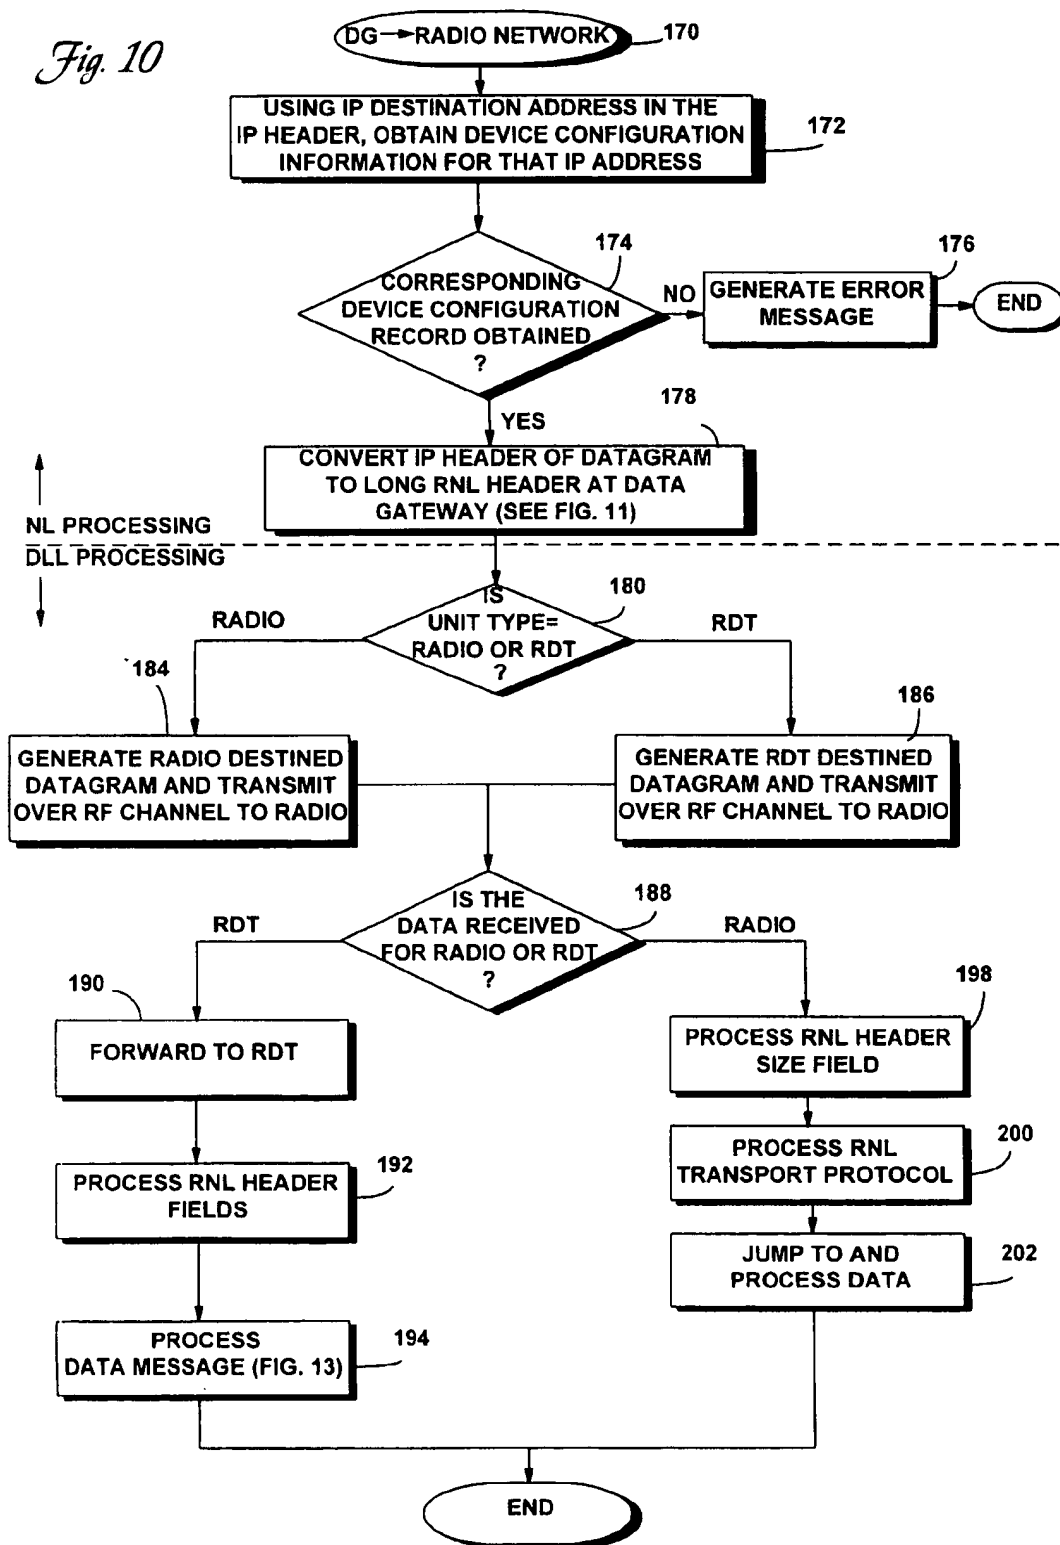 Fig. 10
DG→RADIO NETWORK
170
USING IP DESTINATION ADDRESS IN THE
IP HEADER, OBTAIN DEVICE CONFIGURATION
INFORMATION FOR THAT IP ADDRESS
172
CORRESPONDING
DEVICE CONFIGURATION
RECORD OBTAINED
?
174
NO
GENERATE ERROR
MESSAGE
176
END
YES
178
CONVERT IP HEADER OF DATAGRAM
TO LONG RNL HEADER AT DATA
GATEWAY (SEE FIG. 11)
NL PROCESSING
DLL PROCESSING
IS
UNIT TYPE=
RADIO OR RDT
?
180
RADIO
RDT
184
GENERATE RADIO DESTINED
DATAGRAM AND TRANSMIT
OVER RF CHANNEL TO RADIO
186
GENERATE RDT DESTINED
DATAGRAM AND TRANSMIT
OVER RF CHANNEL TO RADIO
IS THE
DATA RECEIVED
FOR RADIO OR RDT
?
188
RDT
RADIO
190
FORWARD TO RDT
198
PROCESS RNL HEADER
SIZE FIELD
PROCESS RNL HEADER
FIELDS
192
PROCESS RNL
TRANSPORT PROTOCOL
200
JUMP TO AND
PROCESS DATA
202
PROCESS
DATA MESSAGE (FIG. 13)
194
END